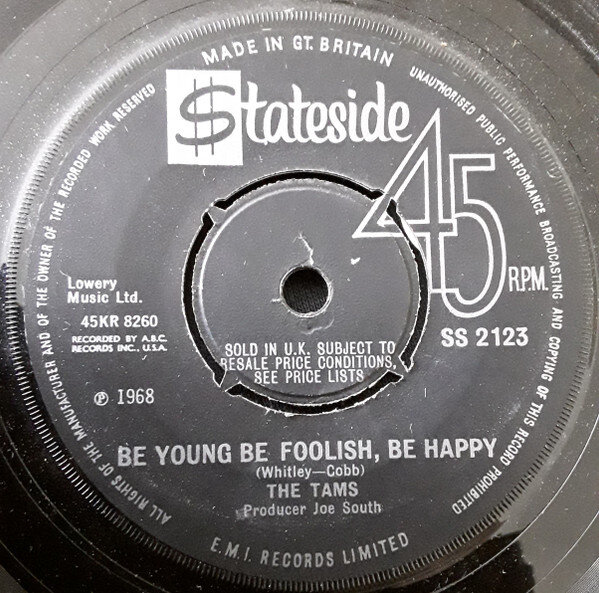 MADE IN GT. BRITAIN
ALL RIGHTS OF THE MANUFACTURER AND OF THE OWNER OF THE RECORDED WORK RESERVED
UNAUTHORISED PUBLIC PERFORMANCE BROADCASTING AND COPYING OF THIS RECORD PROHIBITED
$tateside
45
R.P.M.
Lowery
Music Ltd.
45KR 8260
RECORDED BY A.B.C.
RECORDS INC., U.S.A.
℗ 1968
SS 2123
SOLD IN U.K. SUBJECT TO
RESALE PRICE CONDITIONS,
SEE PRICE LISTS
BE YOUNG BE FOOLISH, BE HAPPY
(Whitley—Cobb)
THE TAMS
Producer Joe South
E.M.I. RECORDS LIMITED